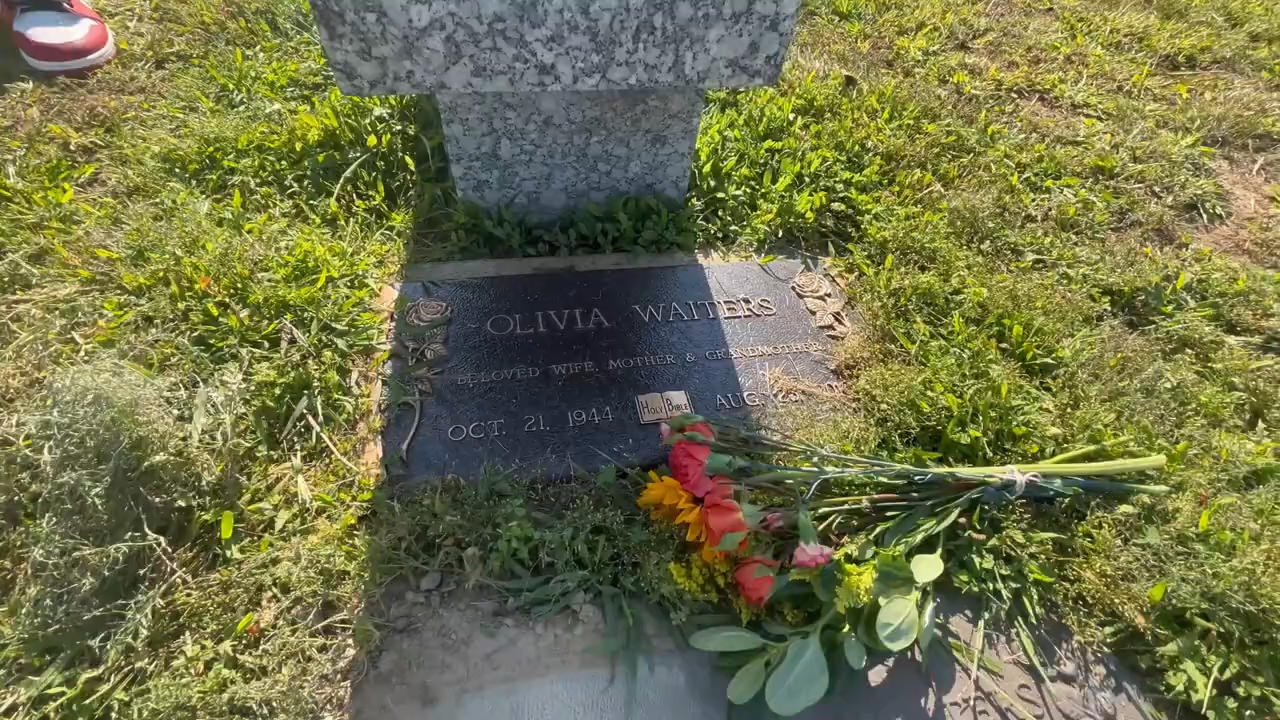 OLIVIA WAITERS
BELOVED WIFE, MOTHER & GRANDMOTHER
OCT. 21. 1944 HOLY BIBLE AUG.